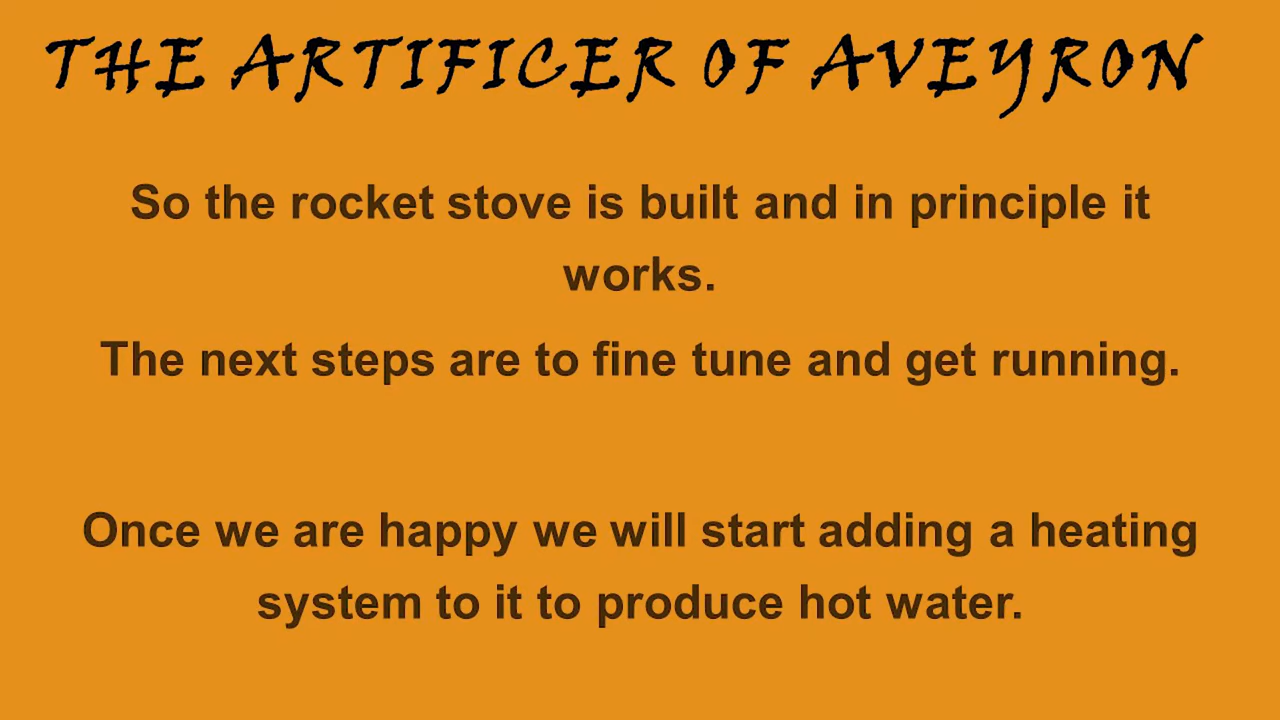 THE ARTIFICER OF AVEYRON
So the rocket stove is built and in principle it
works.
The next steps are to fine tune and get running.
Once we are happy we will start adding a heating
system to it to produce hot water.